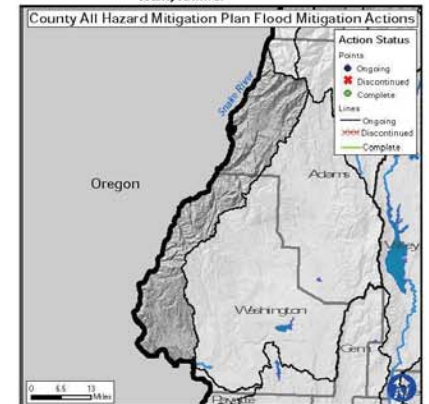 County All Hazard Mitigation Plan Flood Mitigation Actions
Action Status
Points
Ongoing
Discontinued
Complete
Lines
Ongoing
Discontinued
Complete
Snake River
Oregon
Adams
Valley
Washington
Gem
Payette
0 6.5 13
Miles
N